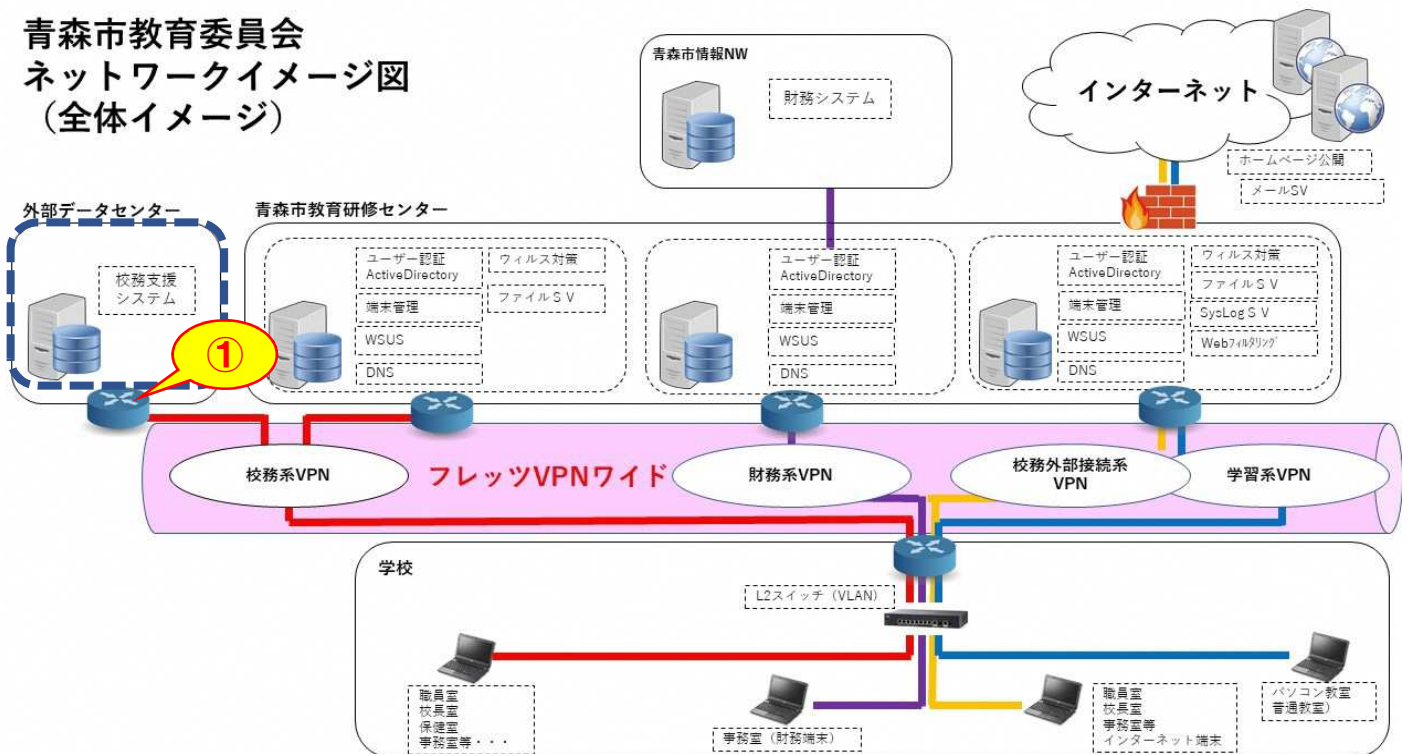 青森市教育委員会
ネットワークイメージ図
（全体イメージ）
青森市情報NW
財務システム
インターネット
ホームページ公開
メールSV
外部データセンター
校務支援
システム
①
青森市教育研修センター
ユーザー認証
ActiveDirectory
端末管理
WSUS
DNS
ウィルス対策
ファイルＳＶ
ユーザー認証
ActiveDirectory
端末管理
WSUS
DNS
ユーザー認証
ActiveDirectory
端末管理
WSUS
DNS
ウィルス対策
ファイルＳＶ
SysLogＳＶ
Webﾌｨﾙﾀﾘﾝｸﾞ
校務系VPN
フレッツVPNワイド
財務系VPN
校務外部接続系
VPN
学習系VPN
学校
L2スイッチ（VLAN）
職員室
校長室
保健室
事務室等・・・
事務室（財務端末）
職員室
校長室
事務室等
インターネット端末
パソコン教室
普通教室）